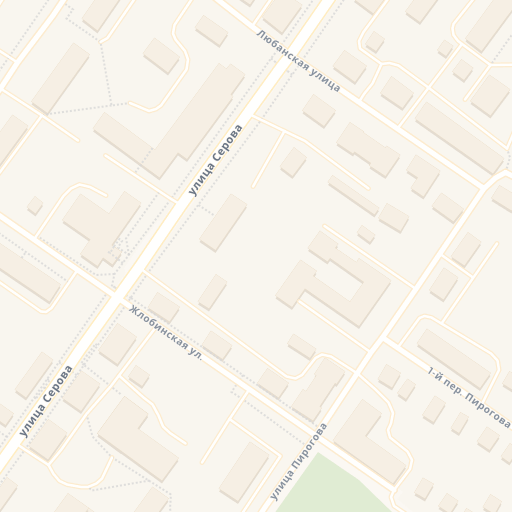 Любанская улица
улица Серова
Жлобинская ул.
1-й пер. Пирогова
улица Серова
улица Пирогова